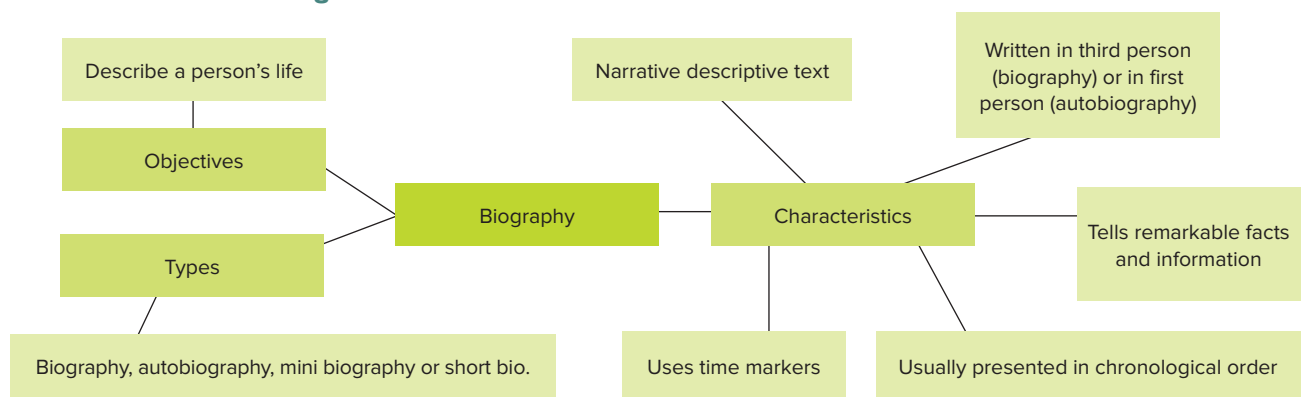 Describe a person's life
Objectives
Types
Biography, autobiography, mini biography or short bio.
Biography
Narrative descriptive text
Written in third person
(biography) or in first
person (autobiography)
Characteristics
Tells remarkable facts
and information
Uses time markers
Usually presented in chronological order